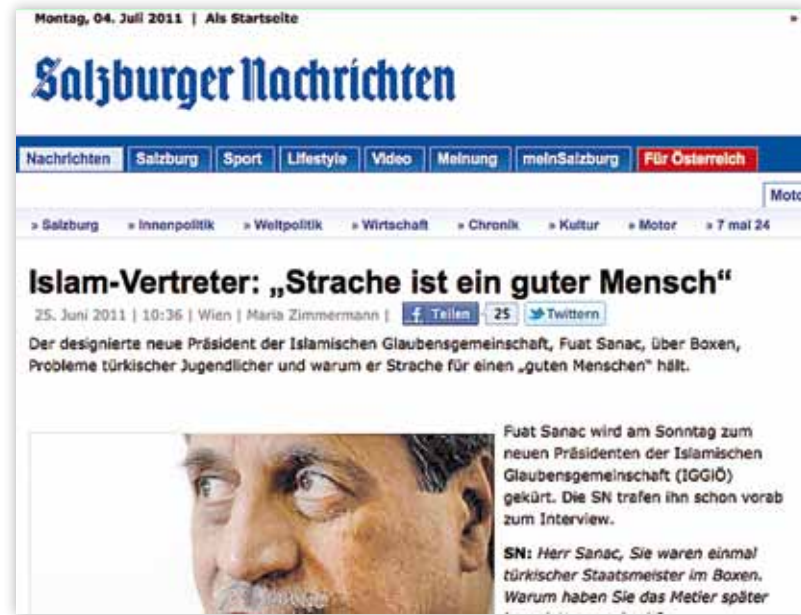 Montag, 04. Juli 2011 | Als Startseite
Salzburger Nachrichten
Nachrichten Salzburg Sport Lifestyle Video Meinung meinSalzburg Für Österreich
Moto
» Salzburg » Innenpolitik » Weltpolitik » Wirtschaft » Chronik » Kultur » Motor » 7 mal 24
Islam-Vertreter: „Strache ist ein guter Mensch“
25. Juni 2011 | 10:36 | Wien | Maria Zimmermann | Teilen 25 Twittern
Der designierte neue Präsident der Islamischen Glaubensgemeinschaft, Fuat Sanac, über Boxen,
Probleme türkischer Jugendlicher und warum er Strache für einen „guten Menschen“ hält.
Fuat Sanac wird am Sonntag zum
neuen Präsidenten der Islamischen
Glaubensgemeinschaft (IGGiÖ)
gekürt. Die SN trafen ihn schon vorab
zum Interview.
SN: Herr Sanac, Sie waren einmal
türkischer Staatsmeister im Boxen.
Warum haben Sie das Metier später